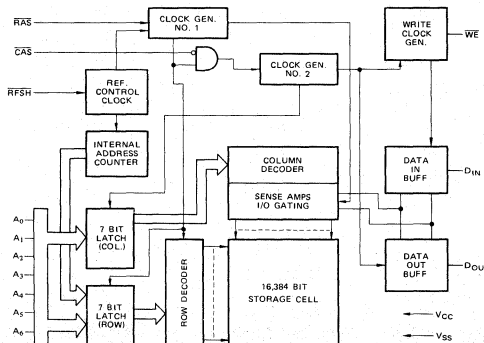 RAS
CLOCK GEN.
NO. 1
WRITE
CLOCK
GEN.
WE
CAS
CLOCK GEN.
NO. 2
RFSH
REF.
CONTROL
CLOCK
INTERNAL
ADDRESS
COUNTER
COLUMN
DECODER
DATA
IN
BUFF
DIN
SENSE AMPS
I/O GATING
A0
A1
A2
A3
A4
A5
A6
7 BIT
LATCH
(COL.)
7 BIT
LATCH
(ROW)
ROW DECODER
16,384 BIT
STORAGE CELL
DATA
OUT
BUFF
DOU
VCC
VSS